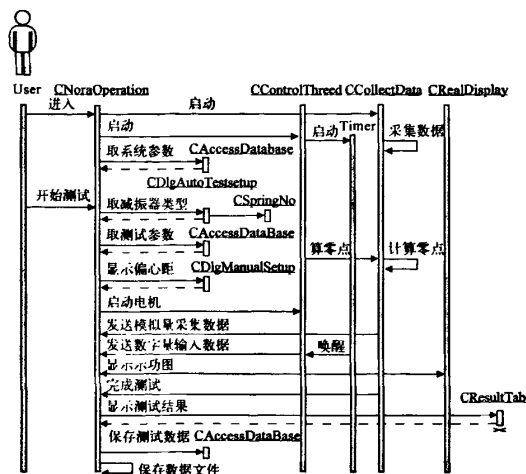 User CNoraOperation CControlThreed CCollectData CRealDisplay
进入 启动
启动
启动 Timer 采集数据
取系统参数 CAccessDatabase
CDlgAutoTestsetup
开始测试
取减振器类型 CSpringNo
取测试参数 CAccessDataBase
算零点 计算零点
显示偏心距 CDlgManualSetup
启动电机
发送模拟量采集数据
发送数字量输入数据 唤醒
显示示功图
完成测试
CResultTab
显示测试结果
保存测试数据 CAccessDataBase
保存数据文件